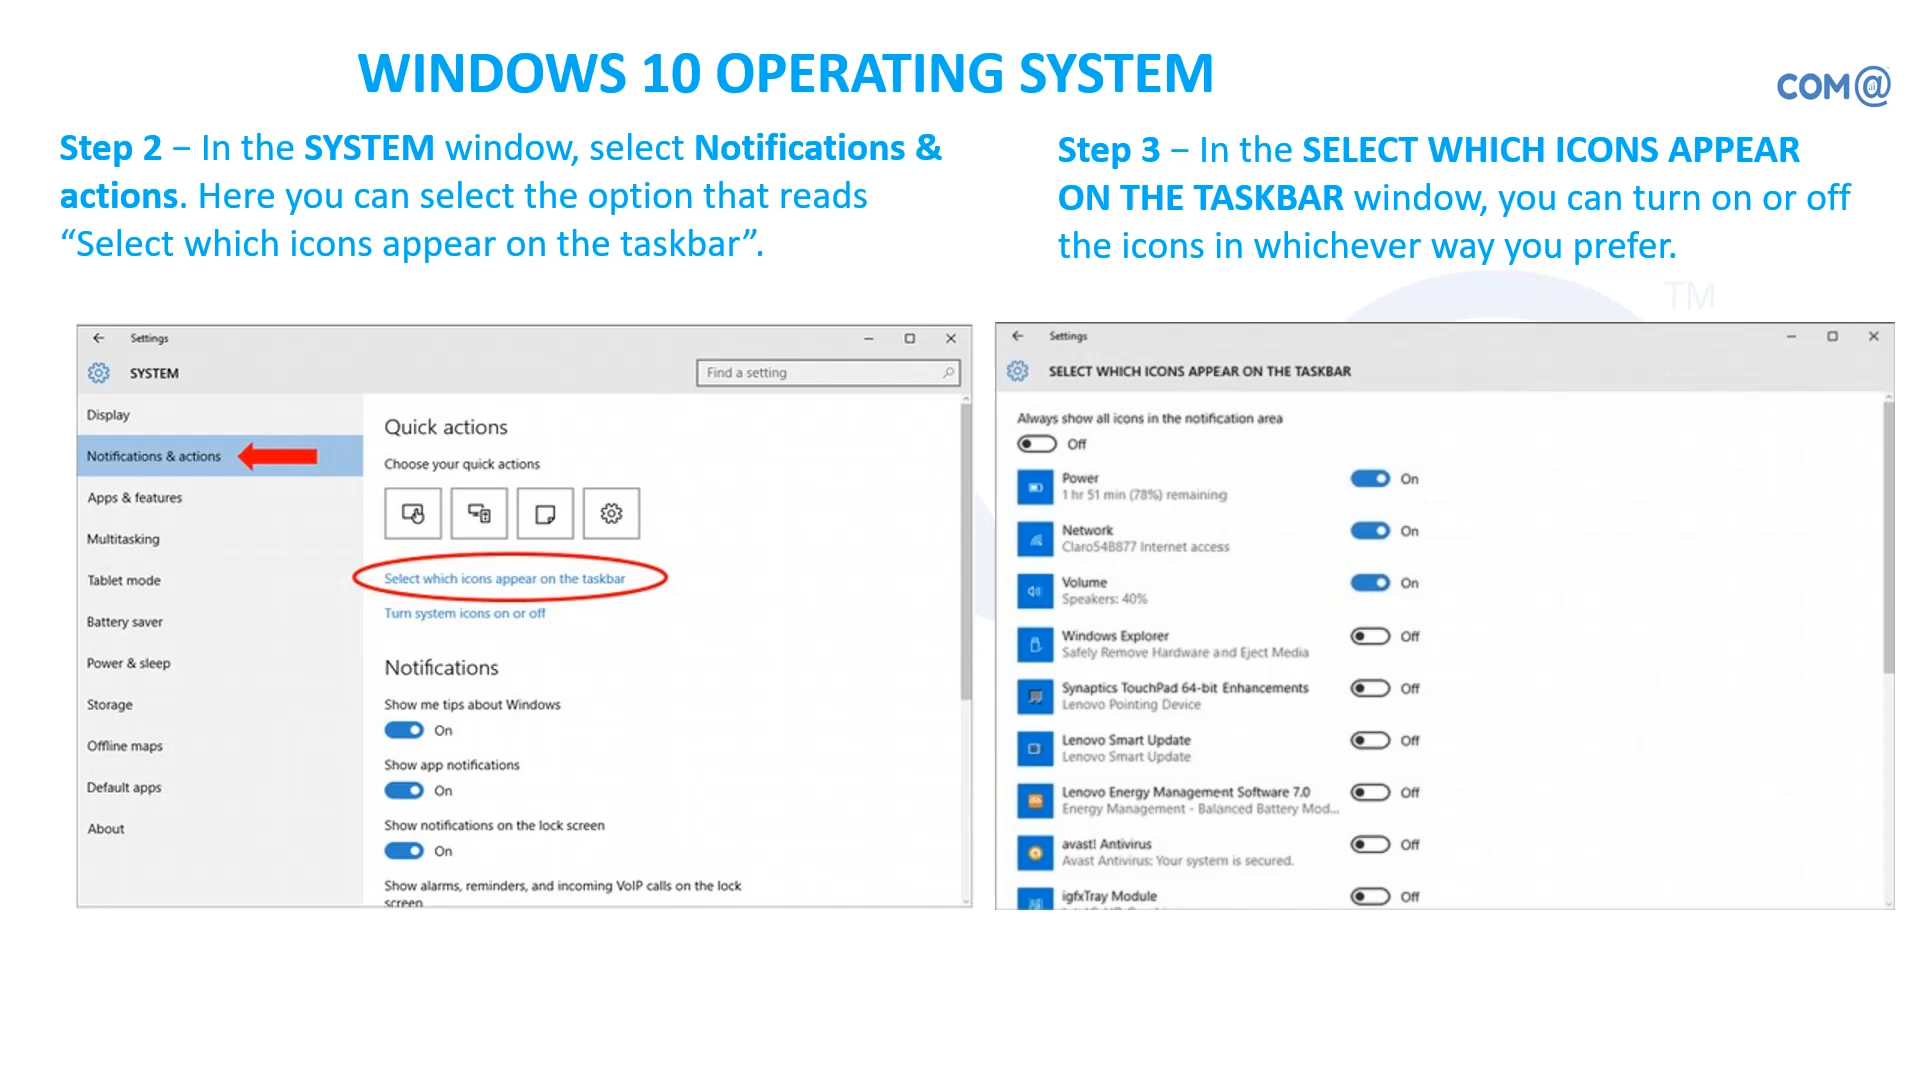 WINDOWS 10 OPERATING SYSTEM
COM@
Step 2 – In the SYSTEM window, select Notifications &
actions. Here you can select the option that reads
“Select which icons appear on the taskbar”.
Step 3 – In the SELECT WHICH ICONS APPEAR
ON THE TASKBAR window, you can turn on or off
the icons in whichever way you prefer.
TM
Settings
SYSTEM
Find a setting
Display
Notifications & actions
Apps & features
Multitasking
Tablet mode
Battery saver
Power & sleep
Storage
Offline maps
Default apps
About
Quick actions
Choose your quick actions
Select which icons appear on the taskbar
Turn system icons on or off
Notifications
Show me tips about Windows
On
Show app notifications
On
Show notifications on the lock screen
On
Show alarms, reminders, and incoming VoIP calls on the lock
screen
Settings
SELECT WHICH ICONS APPEAR ON THE TASKBAR
Always show all icons in the notification area
Off
Power
1 hr 51 min (78%) remaining
On
Network
Claro54B877 Internet access
On
Volume
Speakers: 40%
On
Windows Explorer
Safely Remove Hardware and Eject Media
Off
Synaptics TouchPad 64-bit Enhancements
Lenovo Pointing Device
Off
Lenovo Smart Update
Lenovo Smart Update
Off
Lenovo Energy Management Software 7.0
Energy Management - Balanced Battery Mod...
Off
avast! Antivirus
Avast Antivirus: Your system is secured.
Off
igfxTray Module
Off